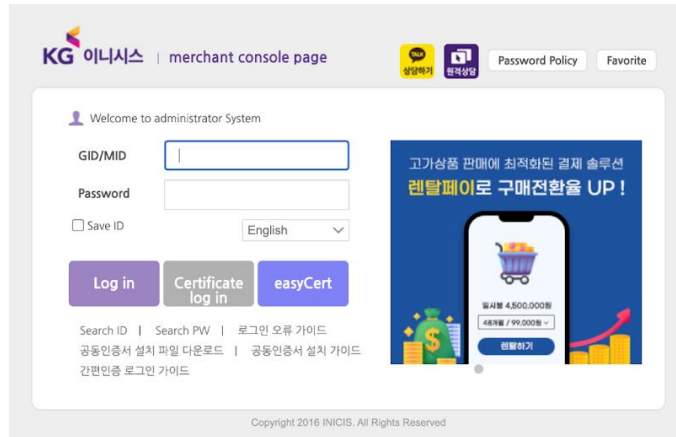 KG 이니시스 | merchant console page
TALK
상담하기
원격상담
Password Policy
Favorite
Welcome to administrator System
GID/MID
Password
Save ID
English
Log in
Certificate
log in
easyCert
Search ID | Search PW | 로그인 오류 가이드
공동인증서 설치 파일 다운로드 | 공동인증서 설치 가이드
간편인증 로그인 가이드
고가상품 판매에 최적화된 결제 솔루션
렌탈페이로 구매전환율 UP !
일시불 4,500,000원
48개월 / 99,000원
렌탈하기
$
Copyright 2016 INICIS. All Rights Reserved